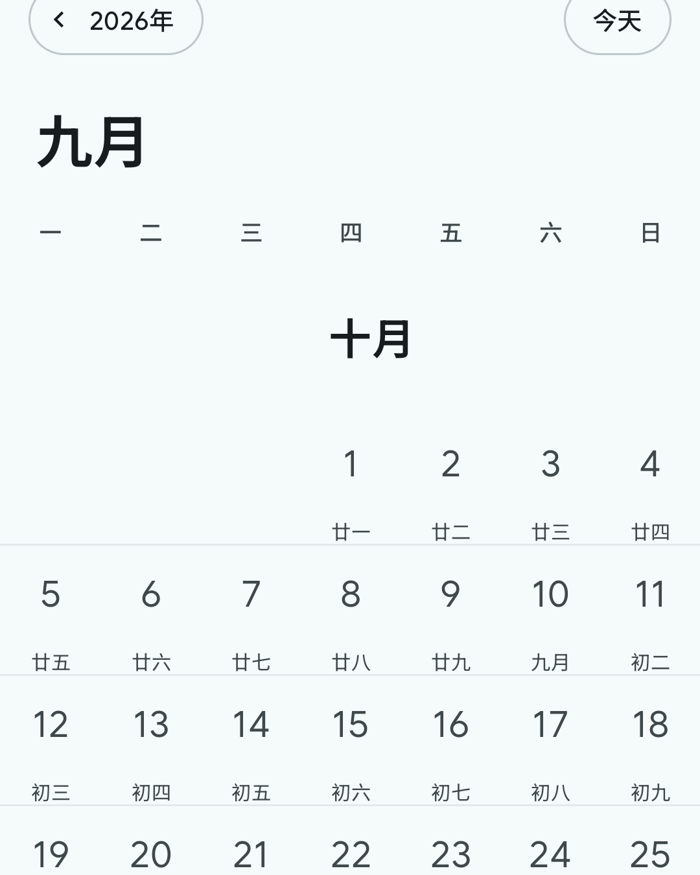 2026年 今天
九月
一 二 三 四 五 六 日
十月
1 2 3 4
廿一 廿二 廿三 廿四
5 6 7 8 9 10 11
廿五 廿六 廿七 廿八 廿九 九月 初二
12 13 14 15 16 17 18
初三 初四 初五 初六 初七 初八 初九
19 20 21 22 23 24 25